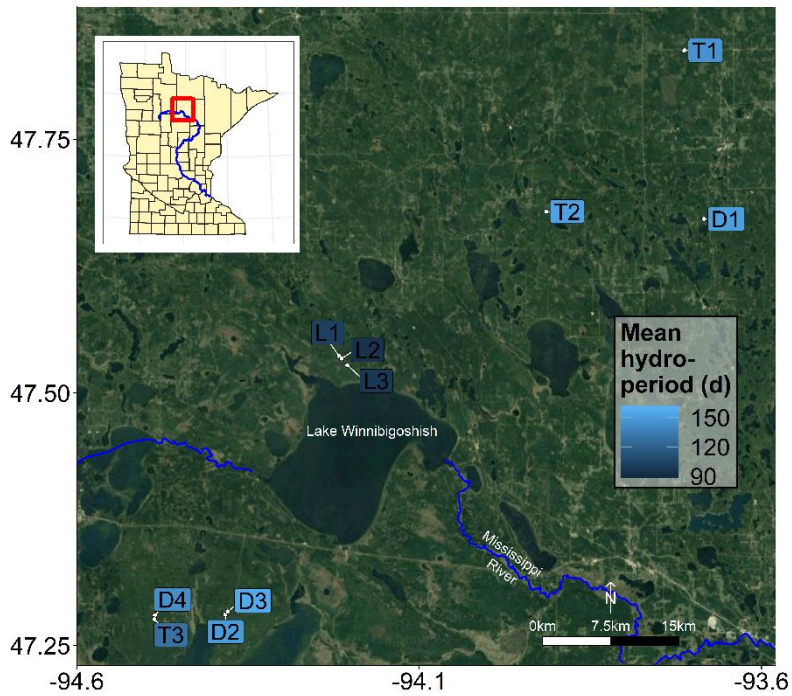 T1
47.75
T2
D1
L1
L2
L3
47.50
Mean
hydro-
period (d)
150
120
90
Lake Winnibigoshish
Mississippi
River
N
D4
D3
T3
D2
0km
7.5km
15km
47.25
-94.6
-94.1
-93.6